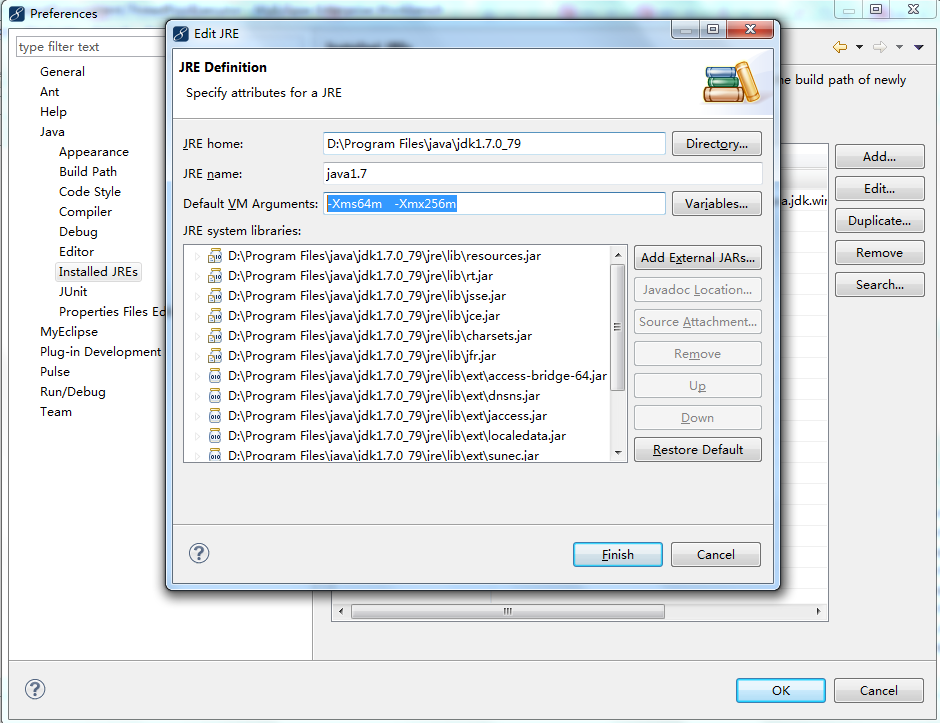 Preferences
type filter text
General
Ant
Help
Java
Appearance
Build Path
Code Style
Compiler
Debug
Editor
Installed JREs
JUnit
Properties Files Ed
MyEclipse
Plug-in Development
Pulse
Run/Debug
Team
Edit JRE
JRE Definition
Specify attributes for a JRE
JRE home:
D:\Program Files\java\jdk1.7.0_79
Directory...
JRE name:
java1.7
Default VM Arguments:
-Xms64m -Xmx256m
Variables...
JRE system libraries:
D:\Program Files\java\jdk1.7.0_79\jre\lib\resources.jar
D:\Program Files\java\jdk1.7.0_79\jre\lib\rt.jar
D:\Program Files\java\jdk1.7.0_79\jre\lib\jsse.jar
D:\Program Files\java\jdk1.7.0_79\jre\lib\jce.jar
D:\Program Files\java\jdk1.7.0_79\jre\lib\charsets.jar
D:\Program Files\java\jdk1.7.0_79\jre\lib\jfr.jar
D:\Program Files\java\jdk1.7.0_79\jre\lib\ext\access-bridge-64.jar
D:\Program Files\java\jdk1.7.0_79\jre\lib\ext\dnsns.jar
D:\Program Files\java\jdk1.7.0_79\jre\lib\ext\jaccess.jar
D:\Program Files\java\jdk1.7.0_79\jre\lib\ext\localedata.jar
D:\Program Files\java\jdk1.7.0_79\jre\lib\ext\sunec.jar
Add External JARs...
Javadoc Location...
Source Attachment...
Remove
Up
Down
Restore Default
Finish
Cancel
he build path of newly
a.jdk.wir
Add...
Edit...
Duplicate...
Remove
Search...
OK
Cancel